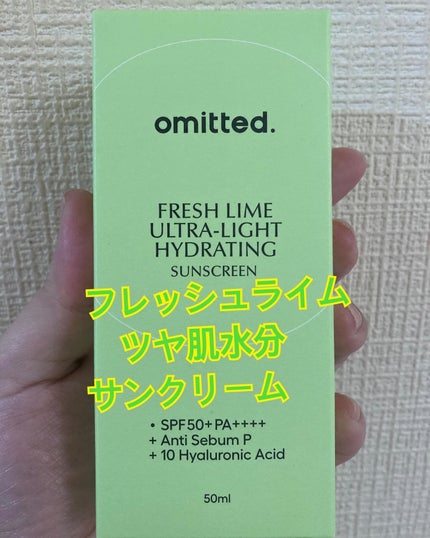 omitted.
FRESH LIME
ULTRA-LIGHT
HYDRATING
SUNSCREEN
フレッシュライム
ツヤ肌水分
サンクリーム
• SPF50+PA++++
+ Anti Sebum P
+ 10 Hyaluronic Acid
50ml